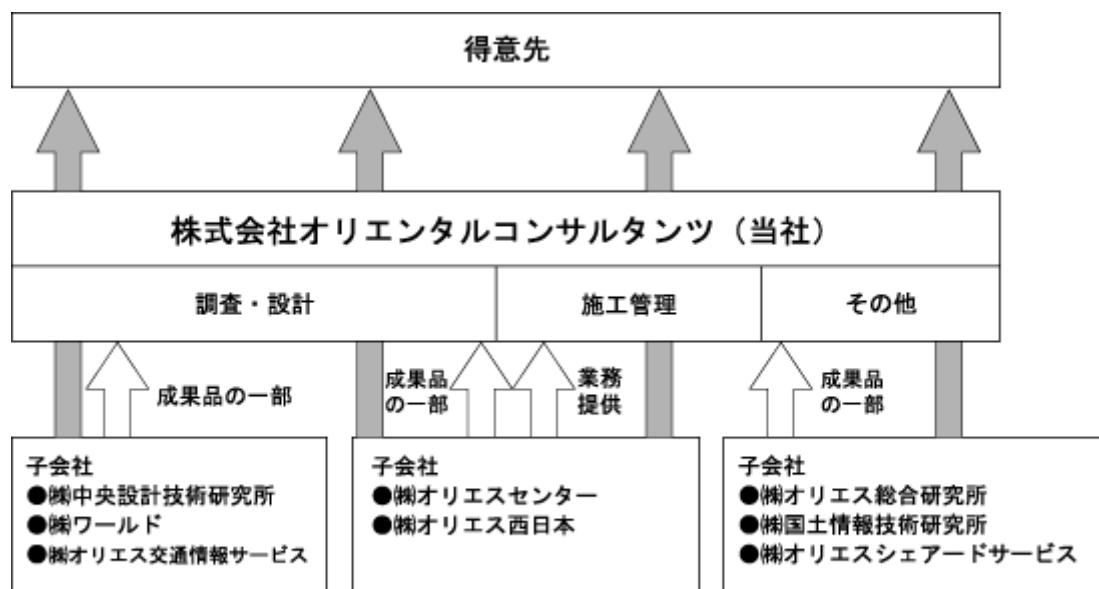 得意先
株式会社オリエンタルコンサルタンツ（当社）
調査・設計
施工管理
その他
成果品の一部
成果品
の一部
業務
提供
成果品
の一部
子会社
●㈱中央設計技術研究所
●㈱ワールド
●㈱オリエス交通情報サービス
子会社
●㈱オリエスセンター
●㈱オリエス西日本
子会社
●㈱オリエス総合研究所
●㈱国土情報技術研究所
●㈱オリエスシェアードサービス